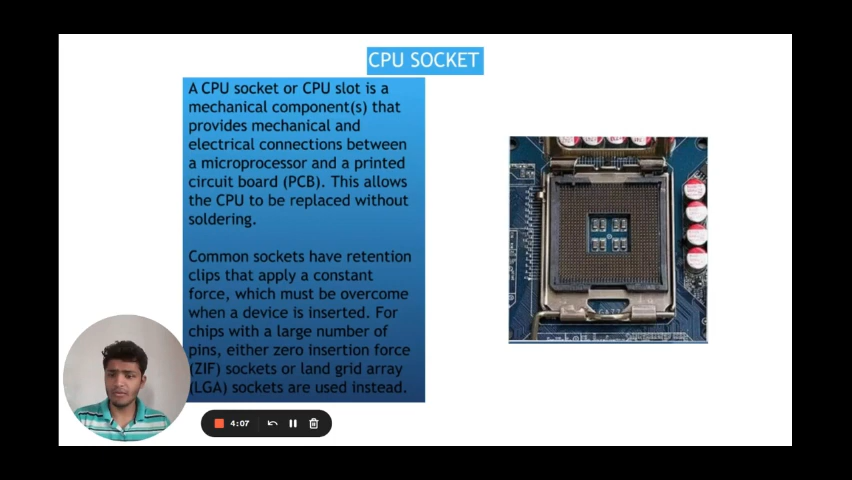 CPU SOCKET
A CPU socket or CPU slot is a
mechanical component(s) that
provides mechanical and
electrical connections between
a microprocessor and a printed
circuit board (PCB). This allows
the CPU to be replaced without
soldering.
Common sockets have retention
clips that apply a constant
force, which must be overcome
when a device is inserted. For
chips with a large number of
pins, either zero insertion force
(ZIF) sockets or land grid array
(LGA) sockets are used instead.
4:07